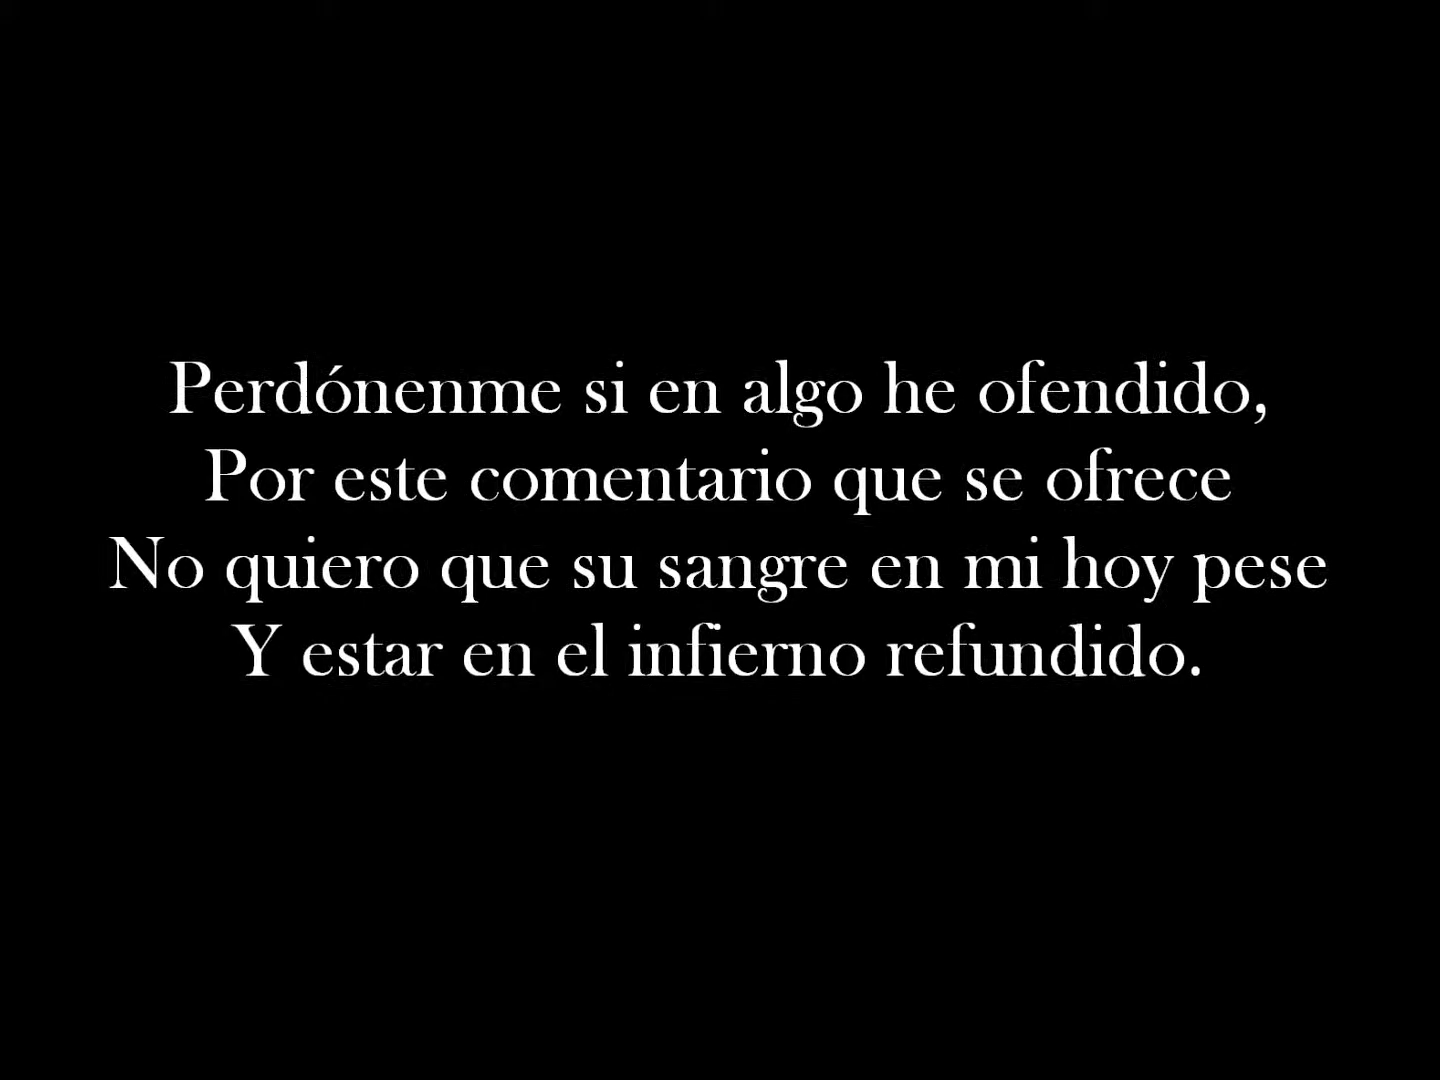 Perdónenme si en algo he ofendido,
Por este comentario que se ofrece
No quiero que su sangre en mi hoy pese
Y estar en el infierno refundido.